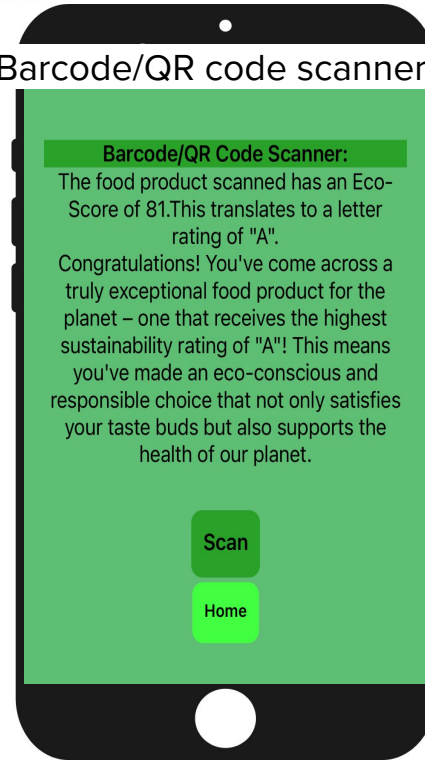 Barcode/QR code scanner
Barcode/QR Code Scanner:
The food product scanned has an Eco-
Score of 81.This translates to a letter
rating of "A".
Congratulations! You've come across a
truly exceptional food product for the
planet – one that receives the highest
sustainability rating of "A"! This means
you've made an eco-conscious and
responsible choice that not only satisfies
your taste buds but also supports the
health of our planet.
Scan
Home